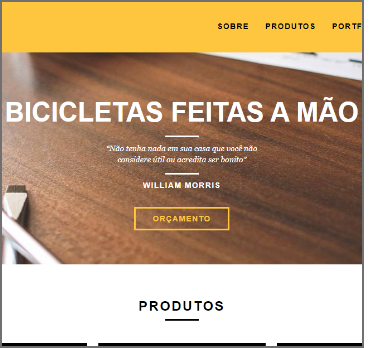 SOBRE PRODUTOS PORTF
BICICLETAS FEITAS A MÃO
“Não tenha nada em sua casa que você não
considere útil ou acredita ser bonito”
WILLIAM MORRIS
ORÇAMENTO
PRODUTOS